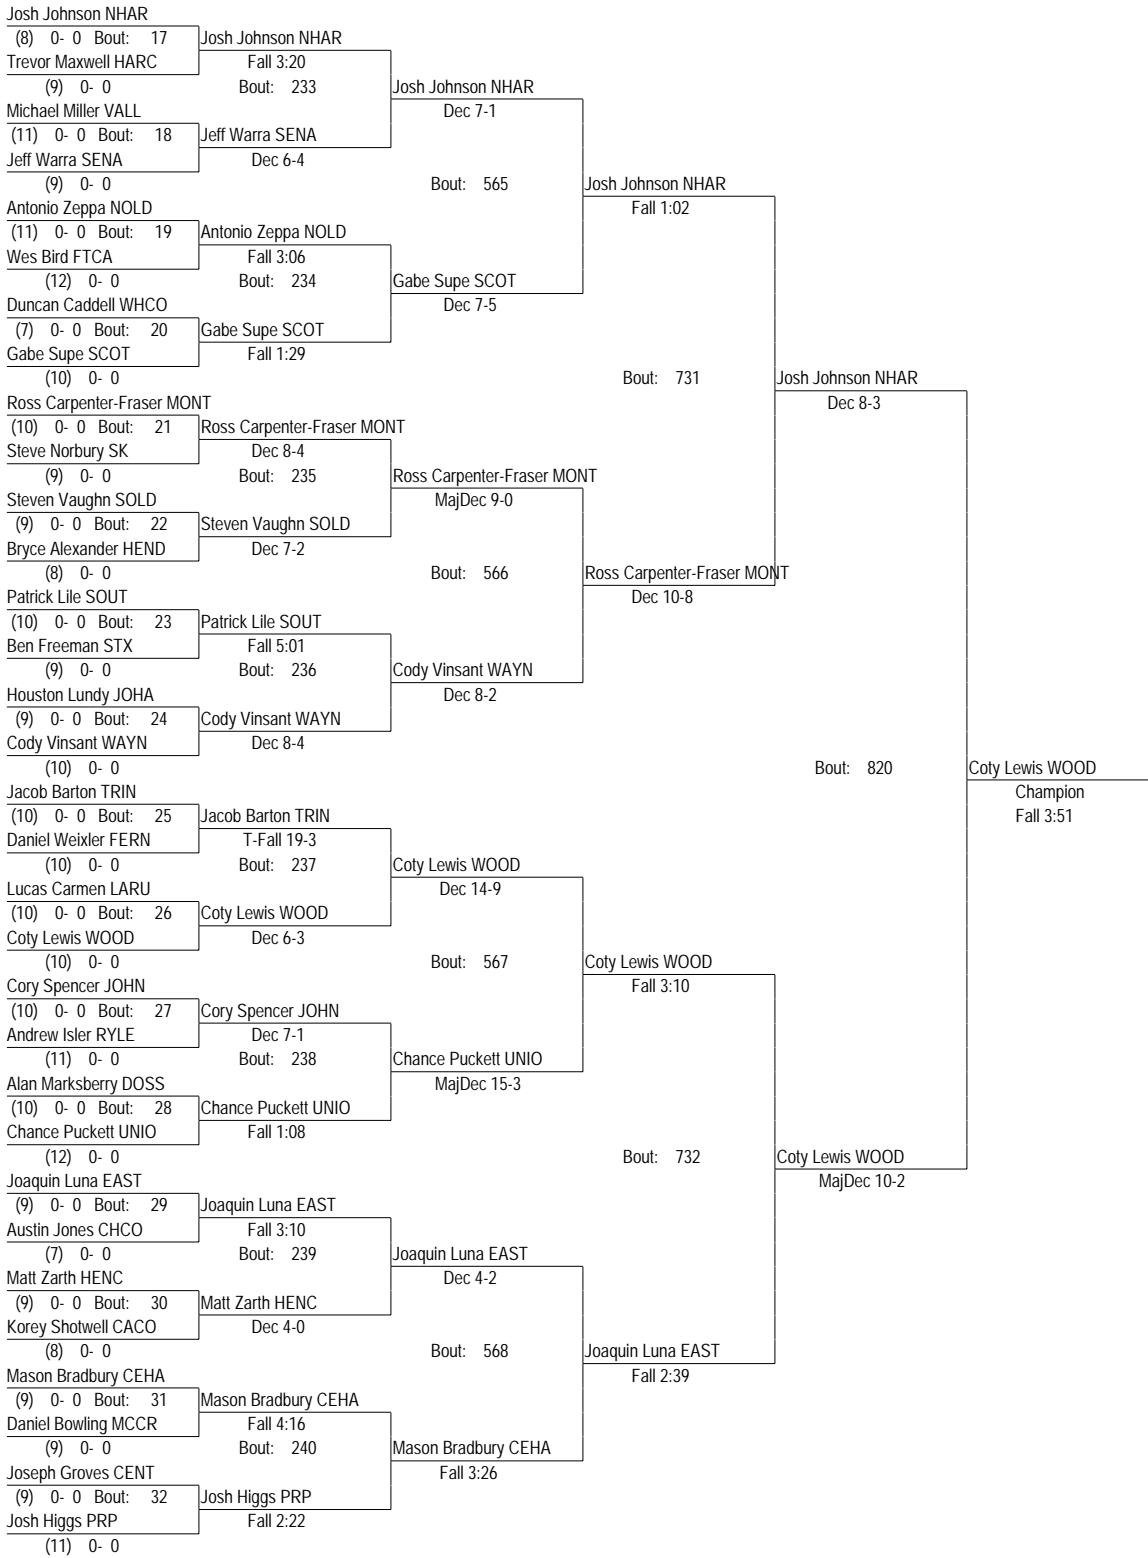 Josh Johnson NHAR
(8) 0- 0 Bout: 17 Josh Johnson NHAR
Trevor Maxwell HARC Fall 3:20
(9) 0- 0 Bout: 233 Josh Johnson NHAR
Michael Miller VALL Dec 7-1
(11) 0- 0 Bout: 18 Jeff Warra SENA
Jeff Warra SENA Dec 6-4
(9) 0- 0 Bout: 565 Josh Johnson NHAR
Antonio Zeppa NOLD Fall 1:02
(11) 0- 0 Bout: 19 Antonio Zeppa NOLD
Wes Bird FTCA Fall 3:06
(12) 0- 0 Bout: 234 Gabe Supe SCOT
Duncan Caddell WHCO Dec 7-5
(7) 0- 0 Bout: 20 Gabe Supe SCOT
Gabe Supe SCOT Fall 1:29
(10) 0- 0 Bout: 731 Josh Johnson NHAR
Ross Carpenter-Fraser MONT Dec 8-3
(10) 0- 0 Bout: 21 Ross Carpenter-Fraser MONT
Steve Norbury SK Dec 8-4
(9) 0- 0 Bout: 235 Ross Carpenter-Fraser MONT
Steven Vaughn SOLD MajDec 9-0
(9) 0- 0 Bout: 22 Steven Vaughn SOLD
Bryce Alexander HEND Dec 7-2
(8) 0- 0 Bout: 566 Ross Carpenter-Fraser MONT
Patrick Lile SOUT Dec 10-8
(10) 0- 0 Bout: 23 Patrick Lile SOUT
Ben Freeman STX Fall 5:01
(9) 0- 0 Bout: 236 Cody Vinsant WAYN
Houston Lundy JOHA Dec 8-2
(9) 0- 0 Bout: 24 Cody Vinsant WAYN
Cody Vinsant WAYN Dec 8-4
(10) 0- 0 Bout: 820 Coty Lewis WOOD
Jacob Barton TRIN Champion
(10) 0- 0 Bout: 25 Jacob Barton TRIN Fall 3:51
Daniel Weixler FERN T-Fall 19-3
(10) 0- 0 Bout: 237 Coty Lewis WOOD
Lucas Carmen LARU Dec 14-9
(10) 0- 0 Bout: 26 Coty Lewis WOOD
Coty Lewis WOOD Dec 6-3
(10) 0- 0 Bout: 567 Coty Lewis WOOD
Cory Spencer JOHN Fall 3:10
(10) 0- 0 Bout: 27 Cory Spencer JOHN
Andrew Isler RYLE Dec 7-1
(11) 0- 0 Bout: 238 Chance Puckett UNIO
Alan Marksberry DOSS MajDec 15-3
(10) 0- 0 Bout: 28 Chance Puckett UNIO
Chance Puckett UNIO Fall 1:08
(12) 0- 0 Bout: 732 Coty Lewis WOOD
Joaquin Luna EAST MajDec 10-2
(9) 0- 0 Bout: 29 Joaquin Luna EAST
Austin Jones CHCO Fall 3:10
(7) 0- 0 Bout: 239 Joaquin Luna EAST
Matt Zarth HENC Dec 4-2
(9) 0- 0 Bout: 30 Matt Zarth HENC
Korey Shotwell CACO Dec 4-0
(8) 0- 0 Bout: 568 Joaquin Luna EAST
Mason Bradbury CEHA Fall 2:39
(9) 0- 0 Bout: 31 Mason Bradbury CEHA
Daniel Bowling MCCR Fall 4:16
(9) 0- 0 Bout: 240 Mason Bradbury CEHA
Joseph Groves CENT Fall 3:26
(9) 0- 0 Bout: 32 Josh Higgs PRP
Josh Higgs PRP Fall 2:22
(11) 0- 0